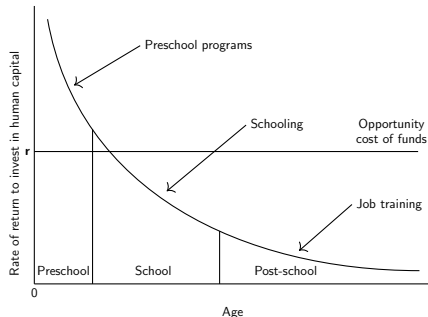 Rate of return to invest in human capital
Preschool programs
Schooling
Opportunity
cost of funds
r
Job training
Preschool
School
Post-school
0
Age